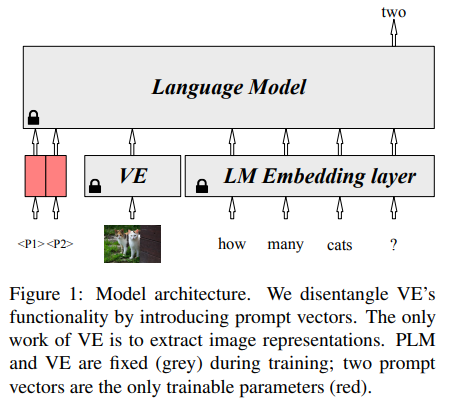 two
Language Model
VE
LM Embedding layer
<P1> <P2>
how many cats ?
Figure 1: Model architecture. We disentangle VE's
functionality by introducing prompt vectors. The only
work of VE is to extract image representations. PLM
and VE are fixed (grey) during training; two prompt
vectors are the only trainable parameters (red).